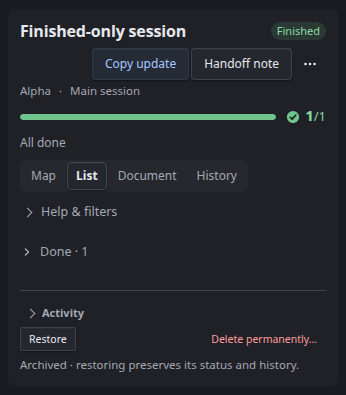 Finished-only session Finished
Copy update Handoff note ···
Alpha · Main session
1/1
All done
Map List Document History
Help & filters
Done · 1
Activity
Restore Delete permanently...
Archived · restoring preserves its status and history.